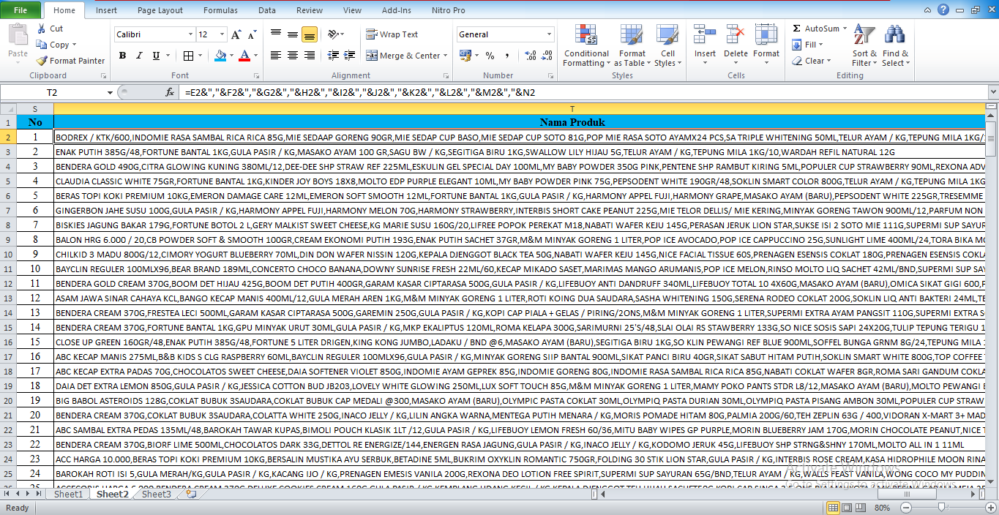 File Home Insert Page Layout Formulas Data Review View Add-Ins Nitro Pro
Paste Cut Copy Format Painter Clipboard
Calibri 12 A A B I U A Font
Wrap Text Merge & Center Alignment
General % , Number
Conditional Formatting Format as Table Cell Styles Styles
Insert Delete Format Cells
Σ AutoSum Fill Clear Sort & Filter Find & Select Editing
T2 fx =E2&","&F2&","&G2&","&H2&","&I2&","&J2&","&K2&","&L2&","&M2&","&N2
S T
1 No Nama Produk
2 1 BODREX / KTK/600,INDOMIE RASA SAMBAL RICA RICA 85G,MIE SEDAAP GORENG 90GR,MIE SEDAP CUP BASO,MIE SEDAP CUP SOTO 81G,POP MIE RASA SOTO AYAMX24 PCS,SA TRIPLE WHITENING 50ML,TELUR AYAM / KG,TEPUNG MILA 1KG/
3 2 ENAK PUTIH 385G/48,FORTUNE BANTAL 1KG,GULA PASIR / KG,MASAKO AYAM 100 GR,SAGU BW / KG,SEGITIGA BIRU 1KG,SWALLOW LILY HIJAU 5G,TELUR AYAM / KG,TEPUNG MILA 1KG/10,WARDAH REFIL NATURAL 12G
4 3 BENDERA GOLD 490G,CITRA GLOWING KUNING 380ML/12,DEE-DEE SHP STRAW REF 225ML,ESKULIN GEL SPECIAL DAY 100ML,MY BABY POWDER 350G PINK,PENTENE SHP RAMBUT KIRING 5ML,POPULER CUP STRAWBERRY 90ML,REXONA ADV
5 4 CLAUDIA CLASSIC WHITE 75GR,FORTUNE BANTAL 1KG,KINDER JOY BOYS 18X8,MOLTO EDP PURPLE ELEGANT 10ML,MY BABY POWDER PINK 75G,PEPSODENT WHITE 190GR/48,SOKLIN SMART COLOR 800G,TELUR AYAM / KG,TEPUNG MILA 1KG
6 5 BERAS TOPI KOKI PREMIUM 10KG,EMERON DAMAGE CARE 12ML,EMERON SOFT SMOOTH 12ML,FORTUNE BANTAL 1KG,GULA PASIR / KG,HARMONY APPEL FUJI,HARMONY GRAPE,MASAKO AYAM (BARU),PEPSODENT WHITE 225GR,TRESEMME
7 6 GINGERBON JAHE SUSU 100G,GULA PASIR / KG,HARMONY APPEL FUJI,HARMONY MELON 70G,HARMONY STRAWBERRY,INTERBIS SHORT CAKE PEANUT 225G,MIE TELOR DELLIS/ MIE KERING,MINYAK GORENG TAWON 900ML/12,PARFUM NON
8 7 BISKIES JAGUNG BAKAR 179G,FORTUNE BOTOL 2 L,GERY MALKIST SWEET CHEESE,KG MARIE SUSU 160G/20,LIFREE POPOK PEREKAT M18,NABATI WAFER KEJU 145G,PERASAN JERUK LION STAR,SUKSE ISI 2 SOTO MIE 111G,SUPERMI SUP SAYUR
9 8 BALON HRG 6.000 / 20,CB POWDER SOFT & SMOOTH 100GR,CREAM EKONOMI PUTIH 193G,ENAK PUTIH SACHET 37GR,M&M MINYAK GORENG 1 LITER,POP ICE AVOCADO,POP ICE CAPPUCCINO 25G,SUNLIGHT LIME 400ML/24,TORA BIKA MO
10 9 CHILKID 3 MADU 800G/12,CIMORY YOGURT BLUEBERRY 70ML,DIN DON WAFER NISSIN 120G,KEPALA DJENGGOT BLACK TEA 50G,NABATI WAFER KEJU 145G,NICE FACIAL TISSUE 60S,PRENAGEN ESENSIS COKLAT 180G,PRENAGEN ESENSIS COKLA
11 10 BAYCLIN REGULER 100MLX96,BEAR BRAND 189ML,CONCERTO CHOCO BANANA,DOWNY SUNRISE FRESH 22ML/60,KECAP MIKADO SASET,MARIMAS MANGO ARUMANIS,POP ICE MELON,RINSO MOLTO LIQ SACHET 42ML/BND,SUPERMI SUP SAY
12 11 BENDERA GOLD CREAM 370G,BOOM DET HIJAU 425G,BOOM DET PUTIH 400GR,GARAM KASAR CIPTARASA 500G,GULA PASIR / KG,LIFEBUOY ANTI DANDRUFF 340ML,LIFEBUOY TOTAL 10 4X60G,MASAKO AYAM (BARU),OMICA SIKAT GIGI 600,F
13 12 ASAM JAWA SINAR CAHAYA KCL,BANGO KECAP MANIS 400ML/12,GULA MERAH AREN 1KG,M&M MINYAK GORENG 1 LITER,ROTI KOING DUA SAUDARA,SASHA WHITENING 150G,SERENA RODEO COKLAT 200G,SOKLIN LIQ ANTI BAKTERI 24ML,TE
14 13 BENDERA CREAM 370G,FRESTEA LECI 500ML,GARAM KASAR CIPTARASA 500G,GAREMIN 250G,GULA PASIR / KG,KOPI CAP PIALA + GELAS / PIRING/2ONS,M&M MINYAK GORENG 1 LITER,SUPERMI EXTRA AYAM PANGSIT 110G,SUPERMI EXTRA S
15 14 BENDERA CREAM 370G,FORTUNE BANTAL 1KG,GPU MINYAK URUT 30ML,GULA PASIR / KG,MKP EKALIPTUS 120ML,ROMA KELAPA 300G,SARIMURNI 25'S/48,SLAI OLAI RS STAWBERRY 133G,SO NICE SOSIS SAPI 24X20G,TULIP TEPUNG TERIGU 1
16 15 CLOSE UP GREEN 160GR/48,ENAK PUTIH 385G/48,FORTUNE 5 LITER DRIGEN,KING KONG JUMBO,LADAKU / BND @6,MASAKO AYAM (BARU),SEGITIGA BIRU 1KG,SO KLIN PEWANGI REF BLUE 900ML,SOFFEL BUNGA GRNM 8G/24,TEPUNG MILA
17 16 ABC KECAP MANIS 275ML,B&B KIDS S CLG RASPBERRY 60ML,BAYCLIN REGULER 100MLX96,GULA PASIR / KG,MINYAK GORENG SIIP BANTAL 900ML,SIKAT PANCI BIRU 40GR,SIKAT SABUT HITAM PUTIH,SOKLIN SMART WHITE 800G,TOP COFFEE
18 17 ABC KECAP EXTRA PADAS 70G,CHOCOLATOS SWEET CHEESE,DAIA SOFTENER VIOLET 850G,INDOMIE AYAM GEPREK 85G,INDOMIE GORENG 80G,INDOMIE RASA SAMBAL RICA RICA 85G,NABATI COKLAT WAFER 8GR,ROMA SARI GANDUM COKLA
19 18 DAIA DET EXTRA LEMON 850G,GULA PASIR / KG,JESSICA COTTON BUD JB203,LOVELY WHITE GLOWING 250ML,LUX SOFT TOUCH 85G,M&M MINYAK GORENG 1 LITER,MAMY POKO PANTS STDR L8/12,MASAKO AYAM (BARU),MOLTO PEWANGI
20 19 BIG BABOL ASTEROIDS 128G,COKLAT BUBUK 3SAUDARA,COKLAT BUBUK CAP MEDALI @300,MASAKO AYAM (BARU),OLYMPIC PASTA COKLAT 30ML,OLYMPIQ PASTA DURIAN 30ML,OLYMPIQ PASTA PISANG AMBON 30ML,POPULER CUP STRAW
21 20 BENDERA CREAM 370G,COKLAT BUBUK 3SAUDARA,COLATTA WHITE 250G,INACO JELLY / KG,LILIN ANGKA WARNA,MENTEGA PUTIH MENARA / KG,MORIS POMADE HITAM 80G,PALMIA 200G/60,TEH ZEPLIN 63G / 400,VIDORAN X-MART 3+ MAD
22 21 ABC SAMBAL EXTRA PEDAS 135ML/48,BAROKAH TAWAR KUPAS,BIMOLI POUCH KLASIK 1LT /12,GULA PASIR / KG,LIFEBUOY LEMON FRESH 60/36,MITU BABY WIPES GP PURPLE,MORIN BLUEBERRY JAM 170G,MORIN CHOCOLATE PEANUT,NICE T
23 22 BENDERA CREAM 370G,BIORF LIME 500ML,CHOCOLATOS DARK 33G,DETTOL RE ENERGIZE/144,ENERGEN RASA JAGUNG,GULA PASIR / KG,INACO JELLY / KG,KODOMO JERUK 45G,LIFEBUOY SHP STRNG&SHNY 170ML,MOLTO ALL IN 1 11ML
24 23 ACC HARGA 10.000,BERAS TOPI KOKI PREMIUM 10KG,BERSALIN MUSTIKA AYU SERBUK,BETADINE 5ML,BUKRIM OXYKLIN ROMANTIC 750GR,FOLDING 30 STIK LION STAR,GULA PASIR / KG,INTERBIS ROSE CREAM,KASA HIDROPHILE MOON RINA
25 24 BAROKAH ROTI ISI 5,GULA MERAH/KG,GULA PASIR / KG,KACANG IJO / KG,PRENAGEN EMESIS VANILA 200G,REXONA DEO LOTION FREE SPIRIT,SUPERMI SUP SAYURAN 65G/BND,TELUR AYAM / KG,WALLS FEAST VANILA,WONG COCO MY PUDDING
Activate Windows
Go to Settings to activate Windows.
Sheet1 Sheet2 Sheet3
Ready 80%